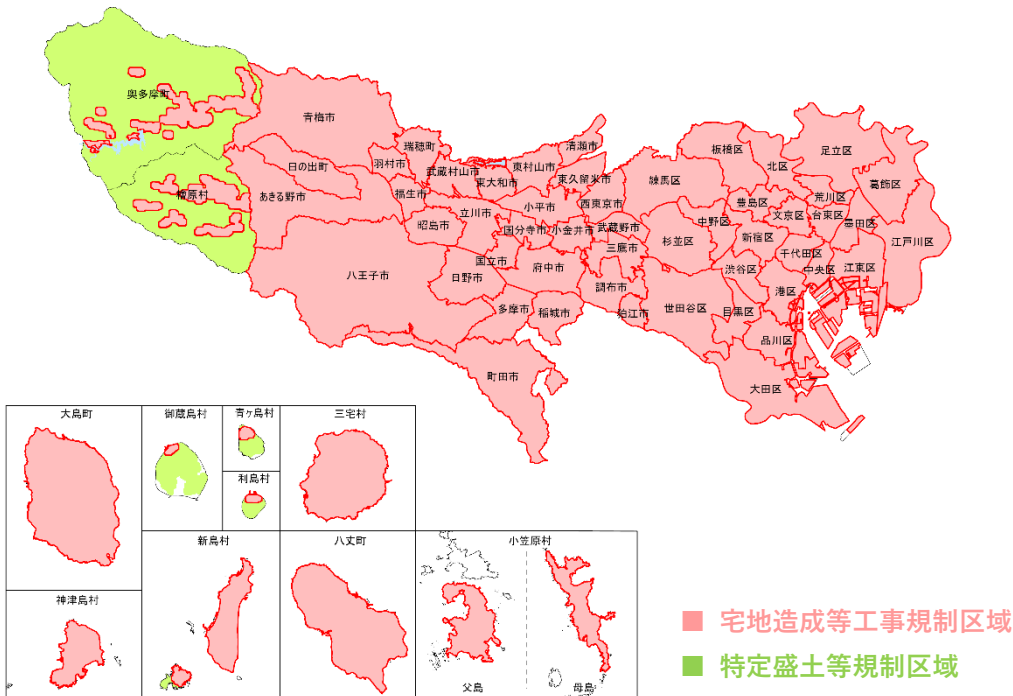 奥多摩町
檜原村
青梅市
瑞穂町
羽村市
日の出町
あきる野市
福生市
武蔵村山市
東大和市
東村山市
清瀬市
東久留米市
昭島市
立川市
小平市
西東京市
国分寺市
小金井市
武蔵野市
三鷹市
八王子市
日野市
国立市
府中市
調布市
狛江市
多摩市
稲城市
町田市
練馬区
板橋区
北区
足立区
葛飾区
荒川区
豊島区
文京区
台東区
墨田区
江戸川区
中野区
杉並区
新宿区
千代田区
中央区
江東区
渋谷区
港区
世田谷区
目黒区
品川区
大田区
大島町
御蔵島村
青ヶ島村
三宅村
利島村
新島村
八丈町
小笠原村
神津島村
父島
母島
宅地造成等工事規制区域
特定盛土等規制区域